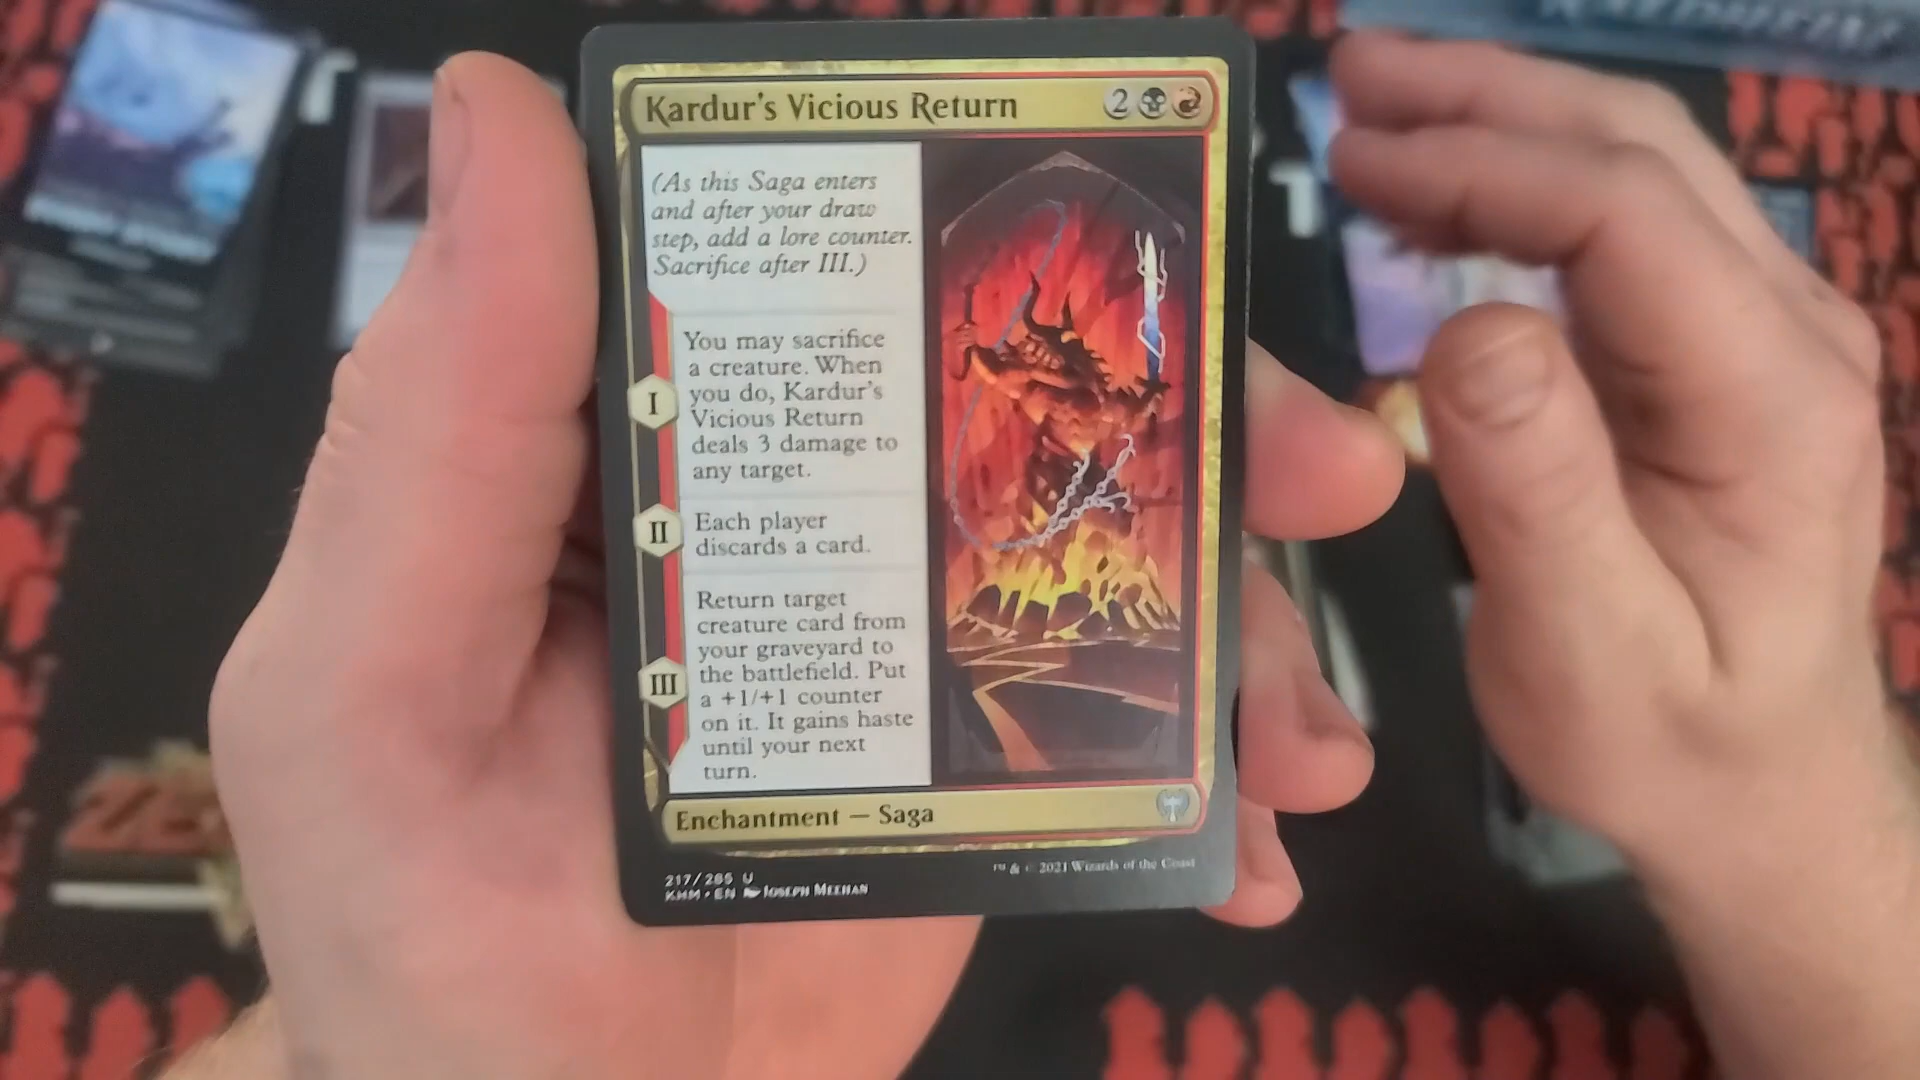 Kardur's Vicious Return 2
(As this Saga enters
and after your draw
step, add a lore counter.
Sacrifice after III.)
I
You may sacrifice
a creature. When
you do, Kardur's
Vicious Return
deals 3 damage to
any target.
II
Each player
discards a card.
III
Return target
creature card from
your graveyard to
the battlefield. Put
a +1/+1 counter
on it. It gains haste
until your next
turn.
Enchantment — Saga
217/285 U
KHM • EN Joseph Meehan
™ & © 2021 Wizards of the Coast